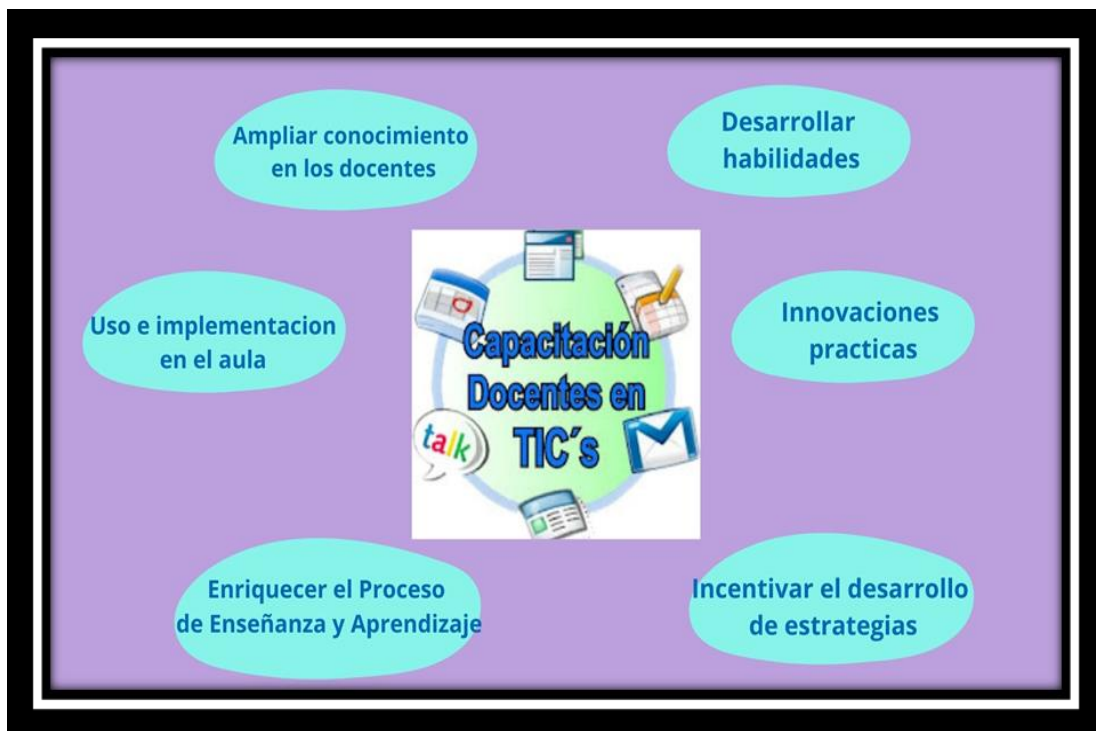 Ampliar conocimiento
en los docentes
Desarrollar
habilidades
Uso e implementacion
en el aula
Capacitación
Docentes en
TIC´s
talk
Innovaciones
practicas
Enriquecer el Proceso
de Enseñanza y Aprendizaje
Incentivar el desarrollo
de estrategias